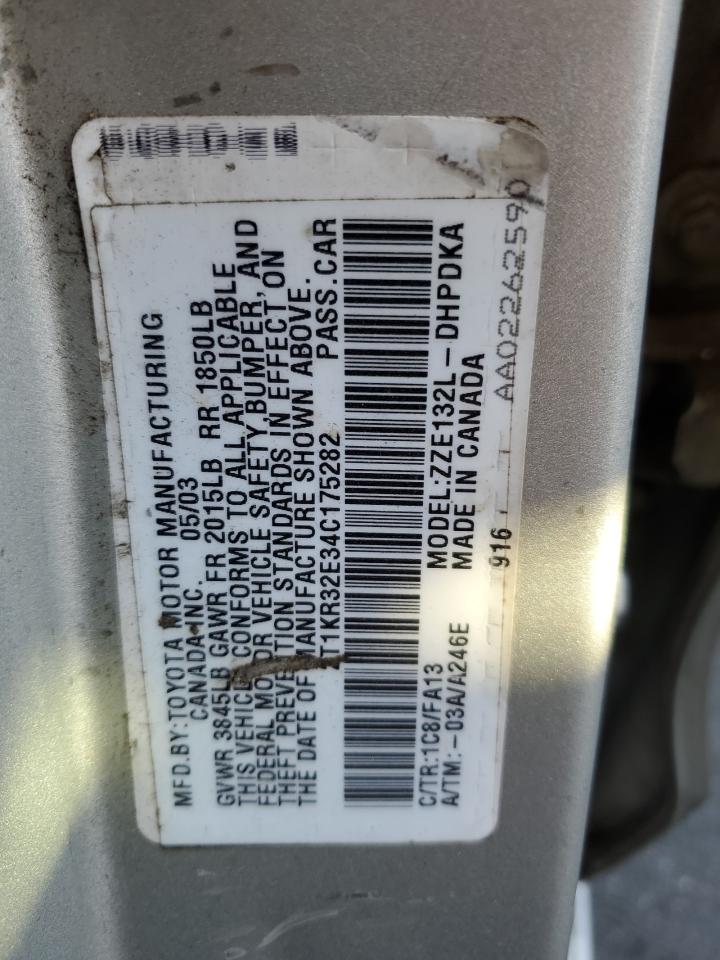 MFD.BY:TOYOTA MOTOR MANUFACTURING
CANADA INC. 05/03
GVWR 3845LB GAWR FR 2015LB RR 1850LB
THIS VEHICLE CONFORMS TO ALL APPLICABLE
FEDERAL MOTOR VEHICLE SAFETY BUMPER, AND
THEFT PREVENTION STANDARDS IN EFFECT ON
THE DATE OF MANUFACTURE SHOWN ABOVE.
2T1KR32E34C175282 PASS.CAR
C/TR:1C8/FA13 MODEL:ZZE132L-DHPDKA
A/TM:-03A/A246E MADE IN CANADA
916
AA02262590